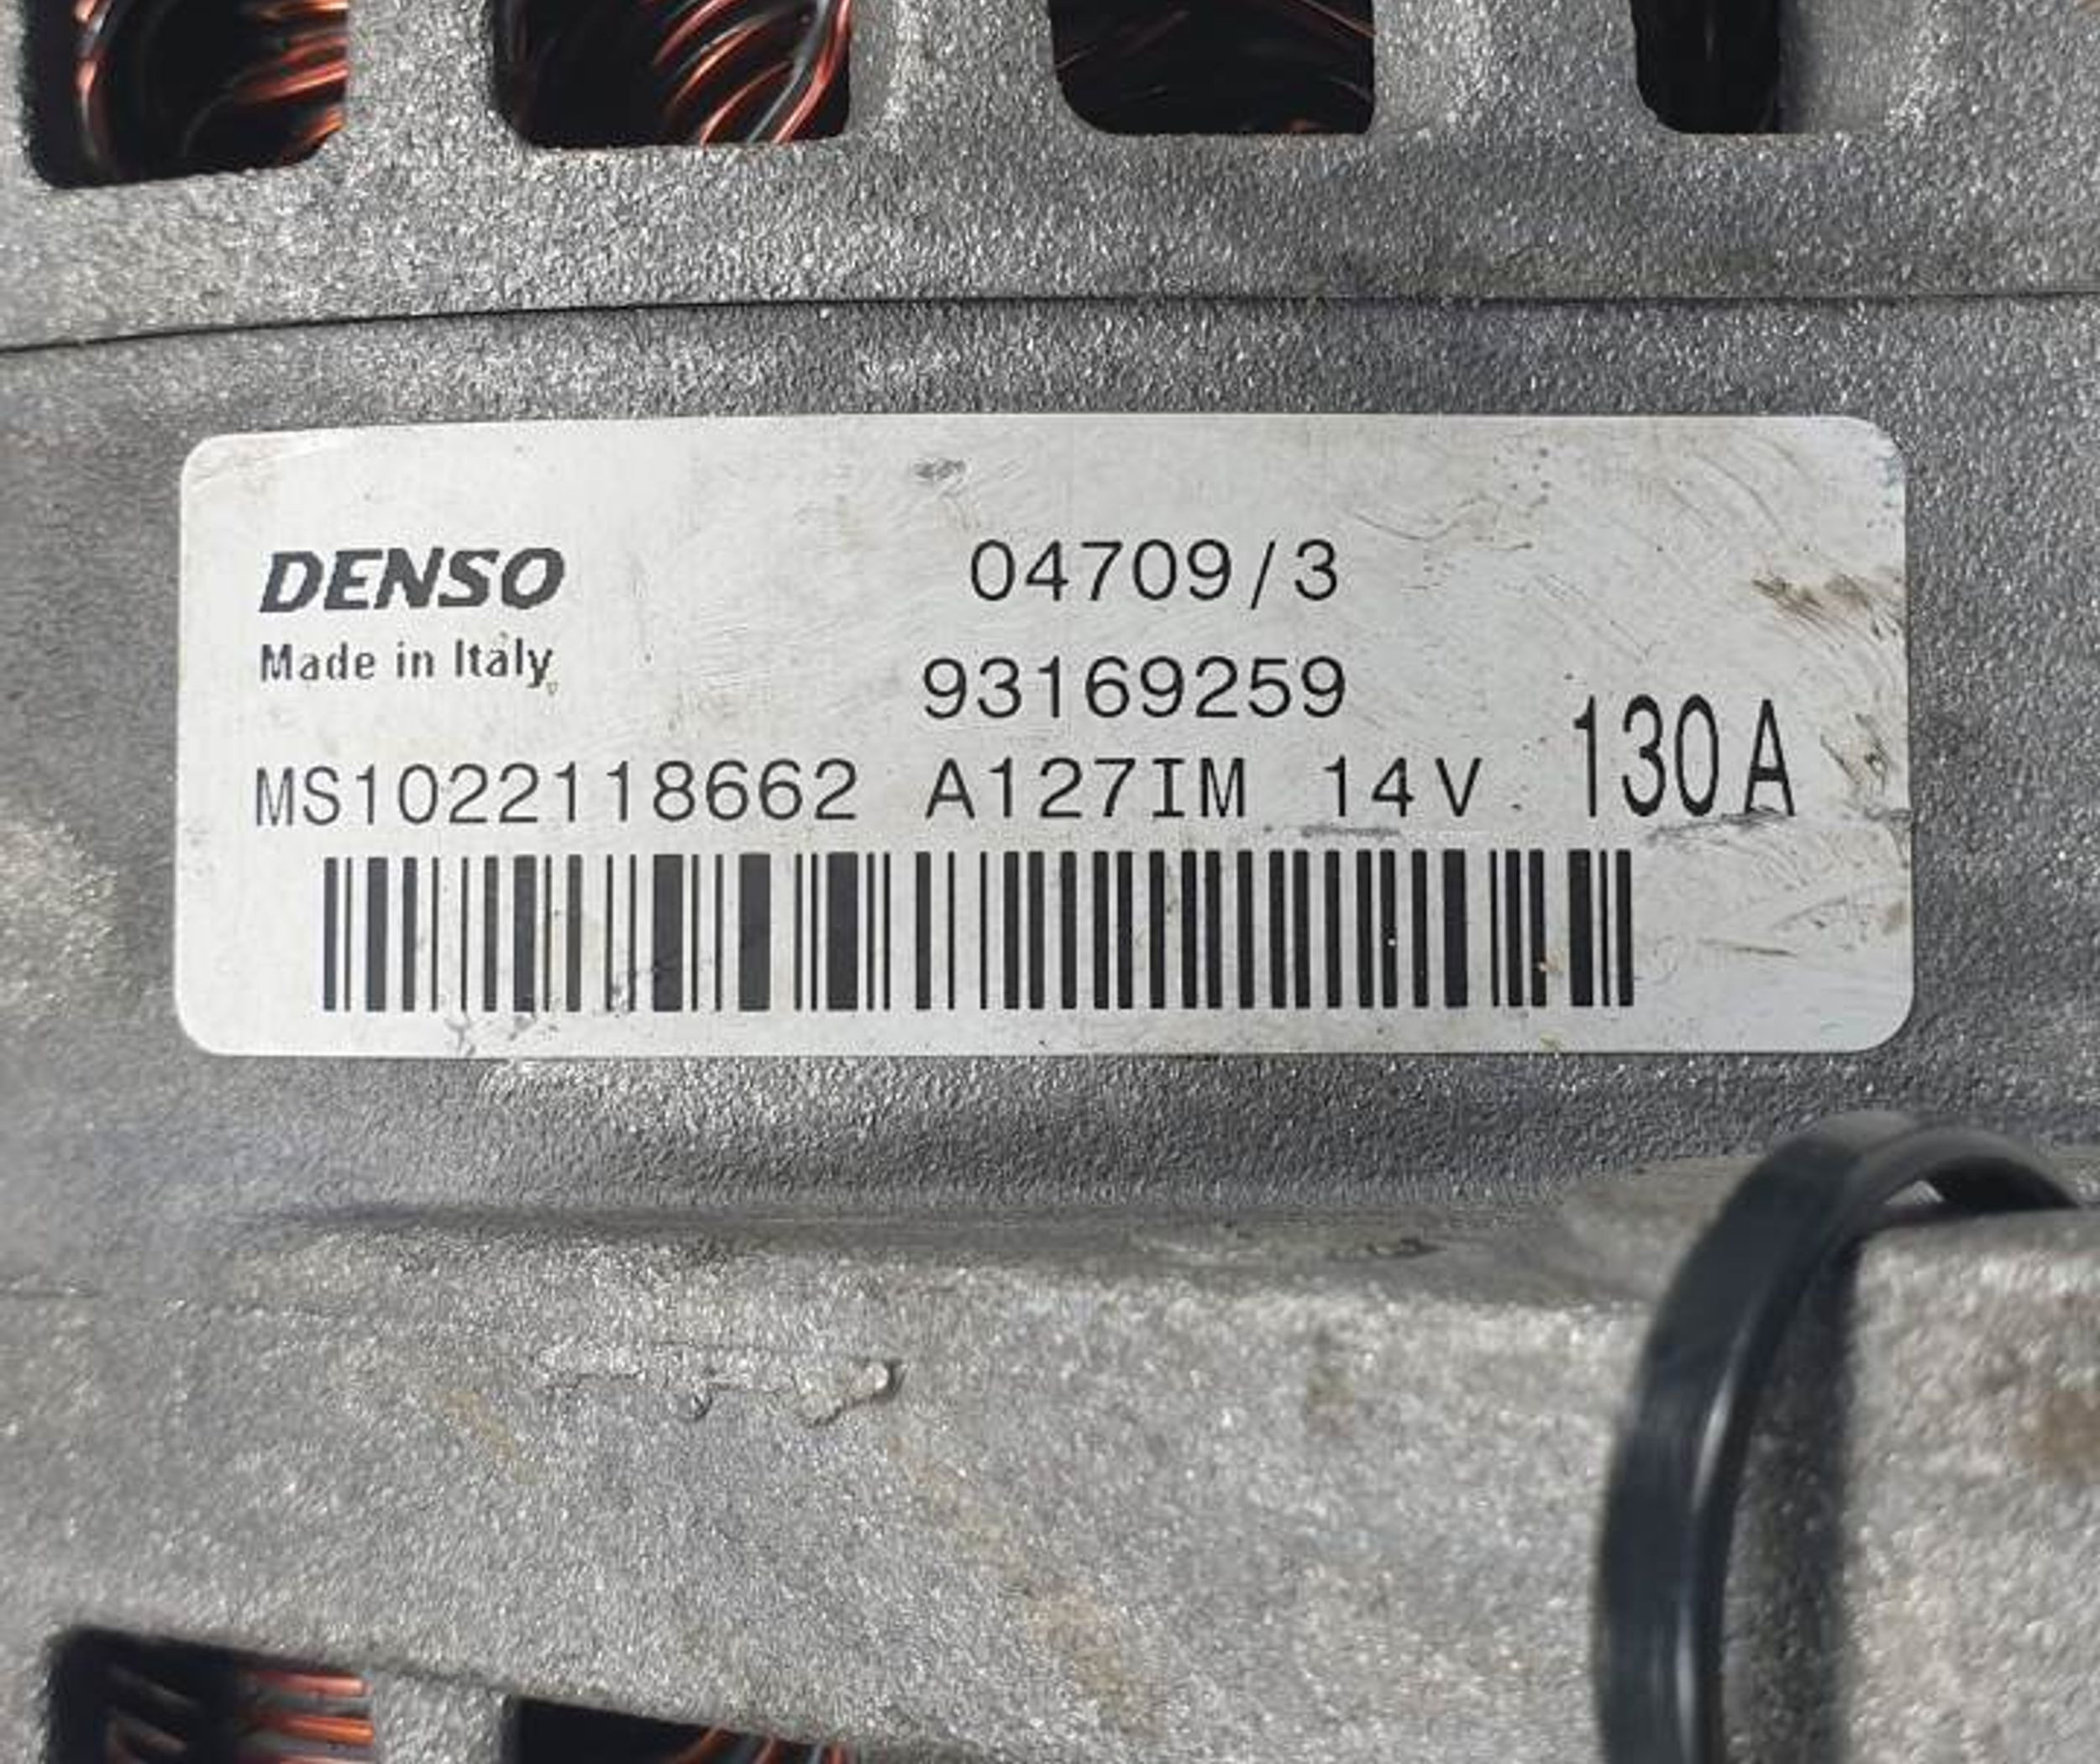 DENSO
04709/3
Made in Italy
93169259
MS1022118662 A127IM 14V 130A